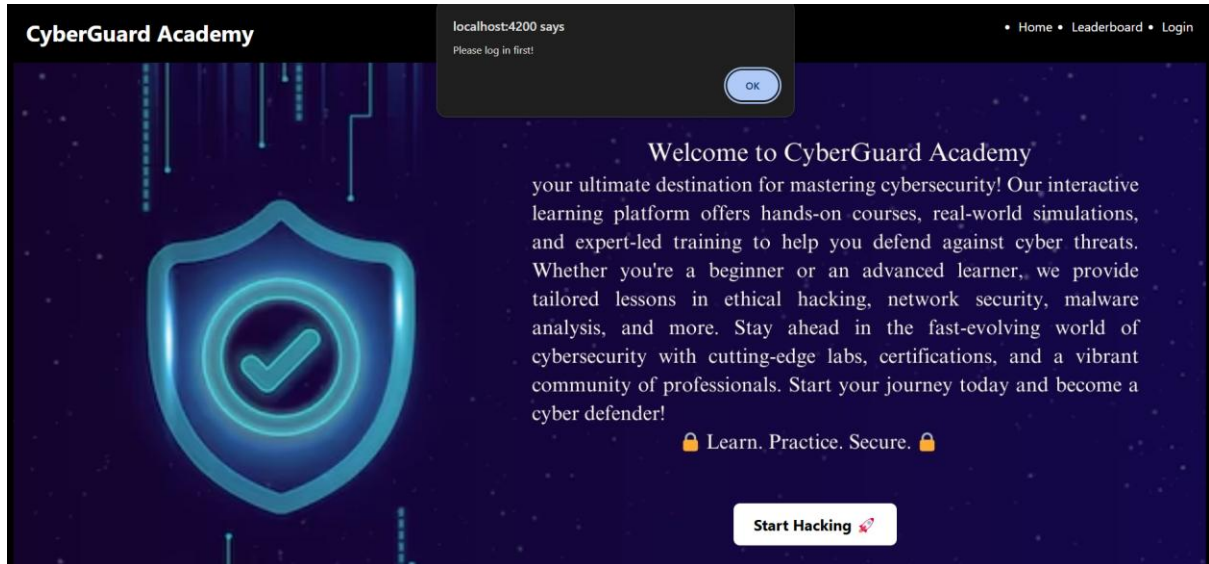 CyberGuard Academy
localhost:4200 says
Please log in first!
OK
• Home • Leaderboard • Login
Welcome to CyberGuard Academy
your ultimate destination for mastering cybersecurity! Our interactive
learning platform offers hands-on courses, real-world simulations,
and expert-led training to help you defend against cyber threats.
Whether you're a beginner or an advanced learner, we provide
tailored lessons in ethical hacking, network security, malware
analysis, and more. Stay ahead in the fast-evolving world of
cybersecurity with cutting-edge labs, certifications, and a vibrant
community of professionals. Start your journey today and become a
cyber defender!
🔒 Learn. Practice. Secure. 🔒
Start Hacking 🚀